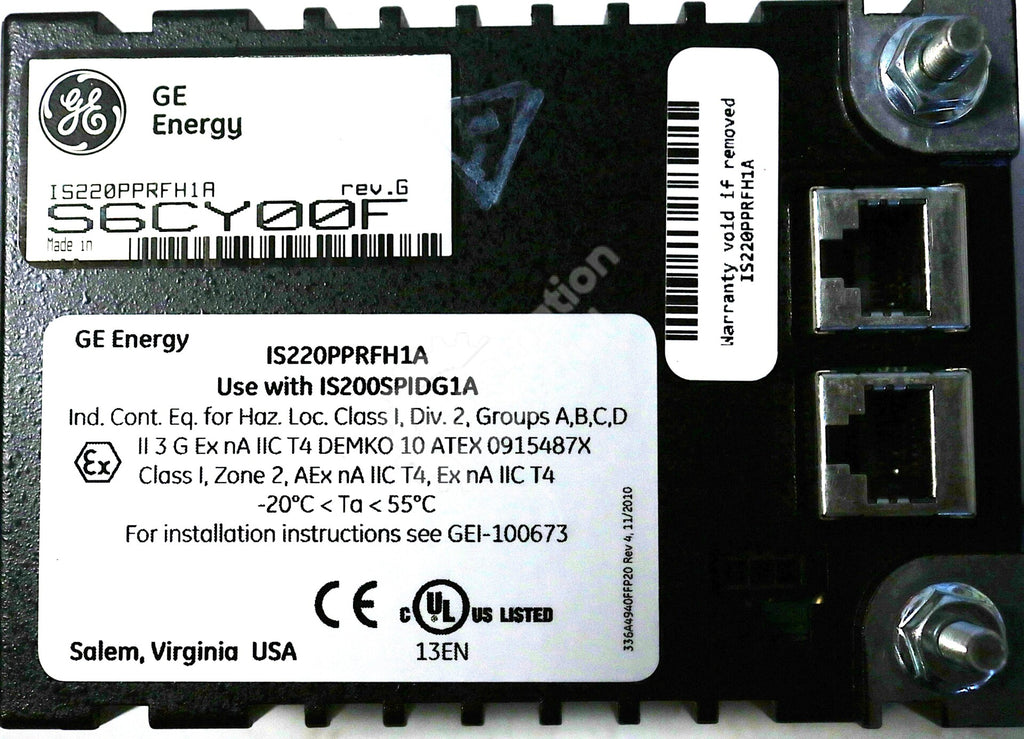 GE
Energy
IS220PPRFH1A rev.G
S6CY00F
Made in
Warranty void if removed
IS220PPRFH1A
GE Energy
IS220PPRFH1A
Use with IS200SPIDG1A
Ind. Cont. Eq. for Haz. Loc. Class I, Div. 2, Groups A,B,C,D
Ex
II 3 G Ex nA IIC T4 DEMKO 10 ATEX 0915487X
Class I, Zone 2, AEx nA IIC T4, Ex nA IIC T4
-20°C < Ta < 55°C
For installation instructions see GEI-100673
CE C UL US LISTED
Salem, Virginia USA 13EN
336A4940FFP20 Rev 4, 11/2010